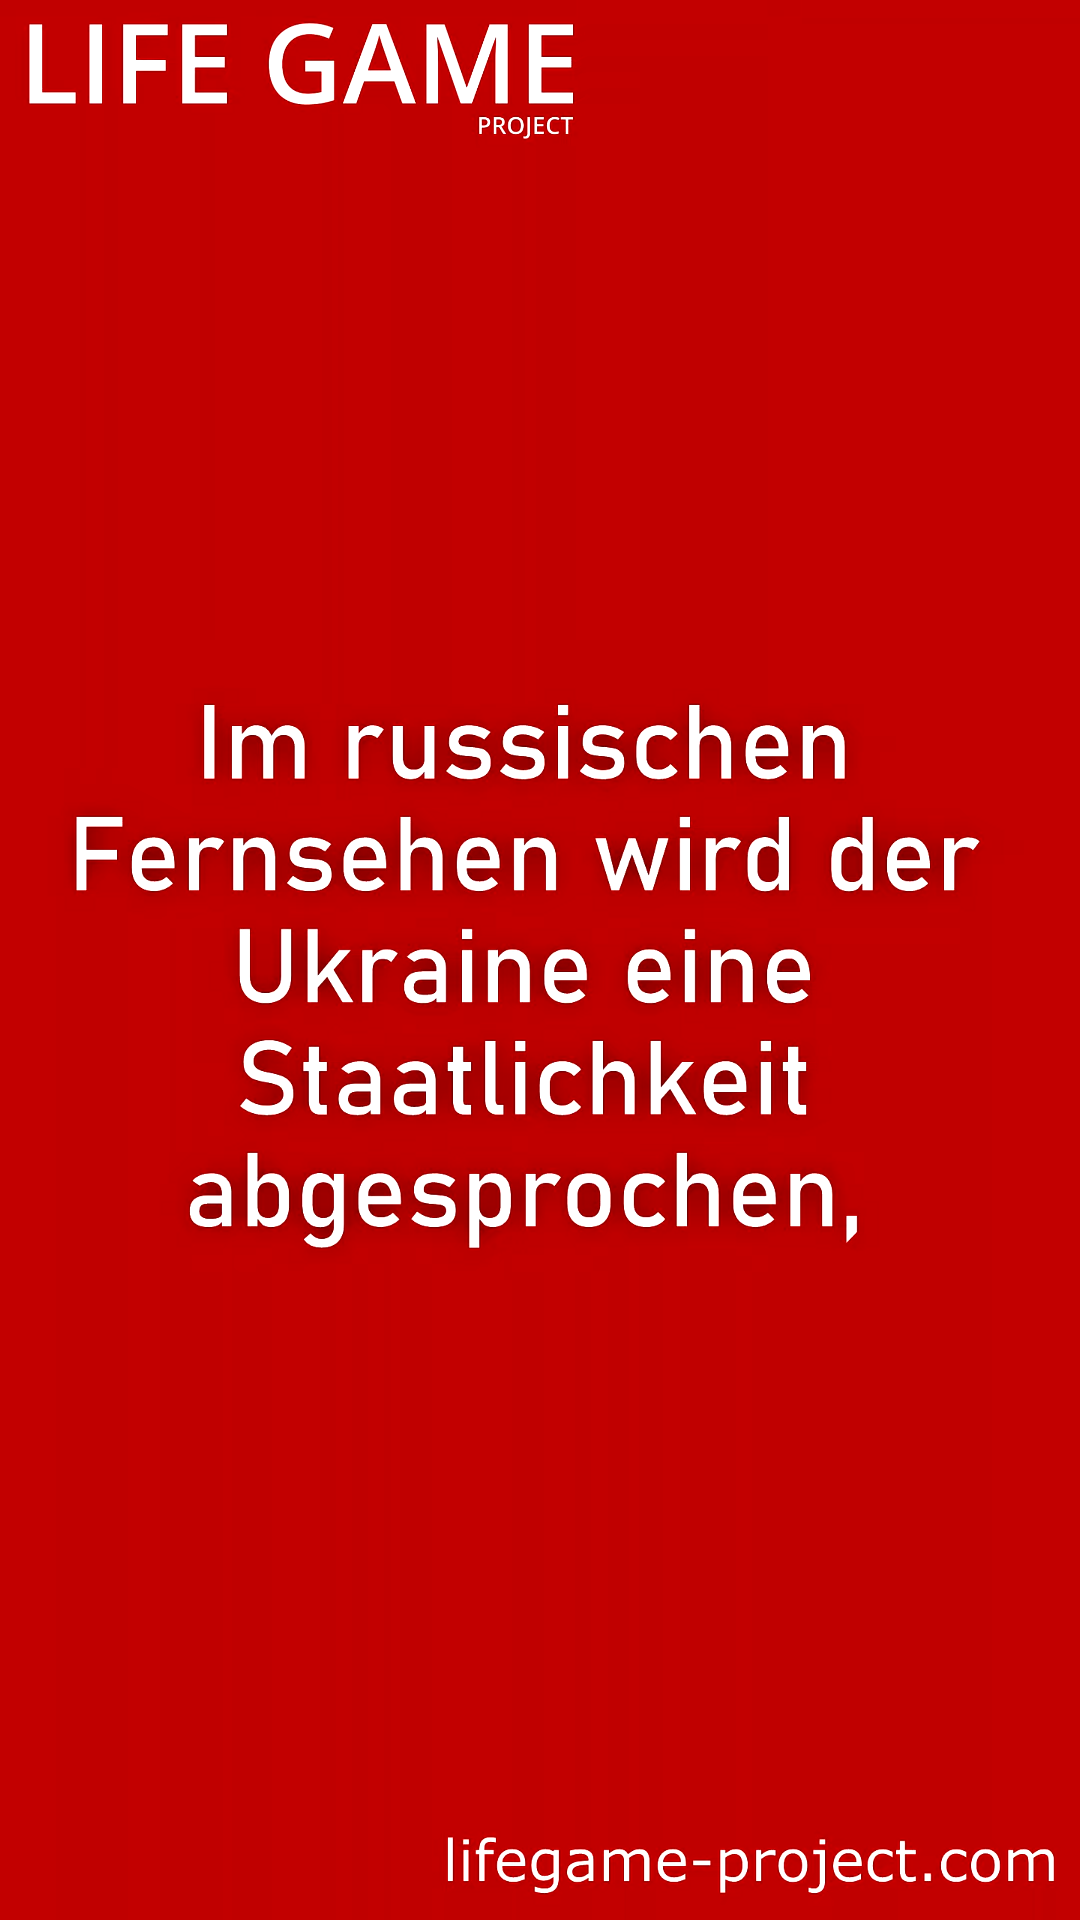 LIFE GAME
PROJECT
Im russischen
Fernsehen wird der
Ukraine eine
Staatlichkeit
abgesprochen,
lifegame-project.com